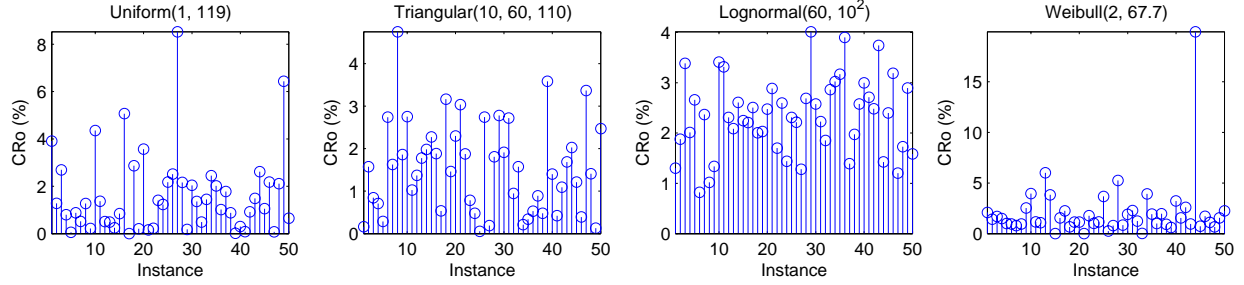 Uniform(1, 119)
CRo (%)
8
6
4
2
0
10 20 30 40 50
Instance
Triangular(10, 60, 110)
CRo (%)
4
3
2
1
0
10 20 30 40 50
Instance
Lognormal(60, 10²)
CRo (%)
4
3
2
1
0
10 20 30 40 50
Instance
Weibull(2, 67.7)
CRo (%)
15
10
5
0
10 20 30 40 50
Instance